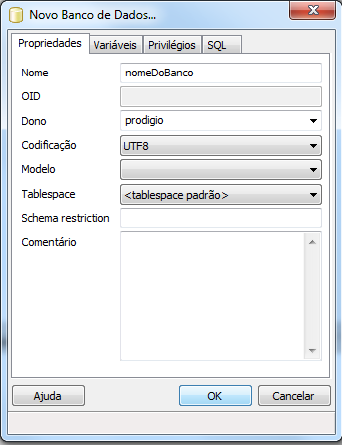 Novo Banco de Dados...
Propriedades Variáveis Privilégios SQL
Nome nomeDoBanco
OID
Dono prodigio
Codificação UTF8
Modelo
Tablespace <tablespace padrão>
Schema restriction
Comentário
Ajuda OK Cancelar